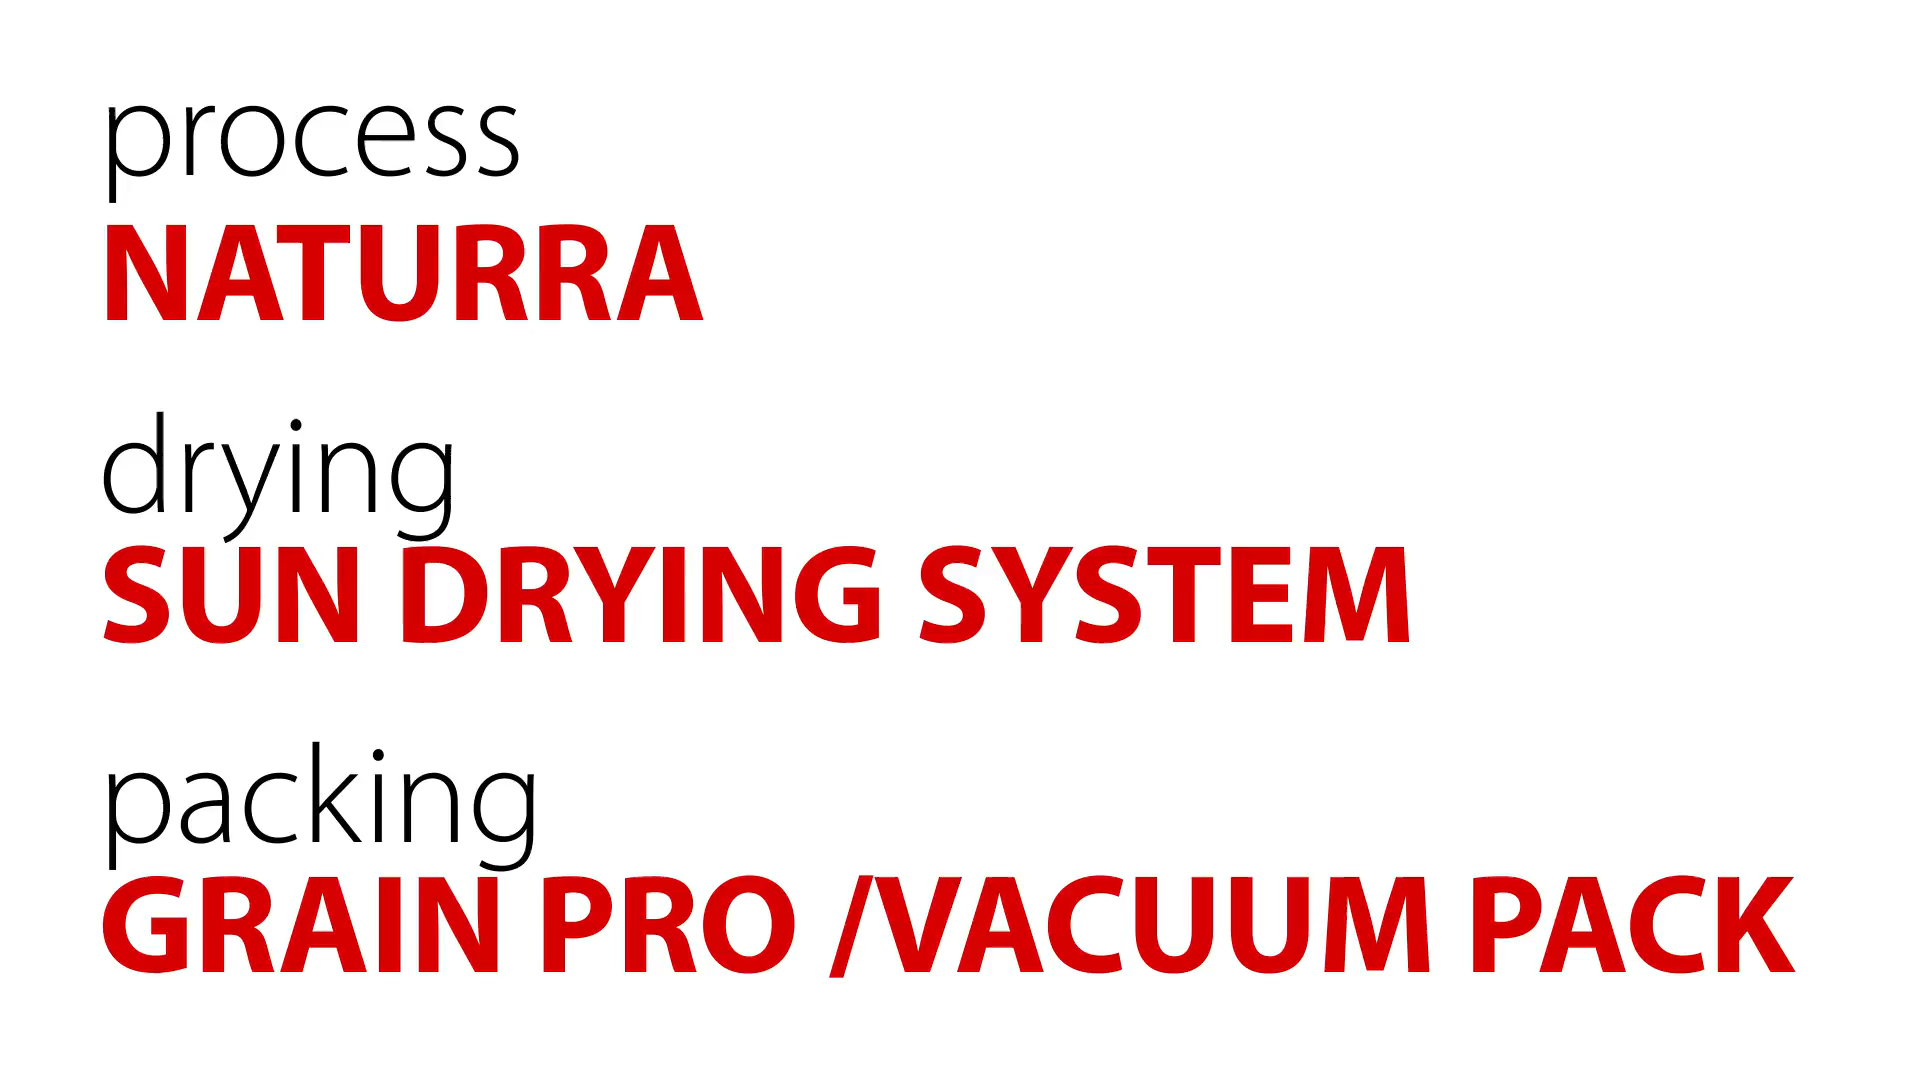 process
NATURRA
drying
SUN DRYING SYSTEM
packing
GRAIN PRO /VACUUM PACK